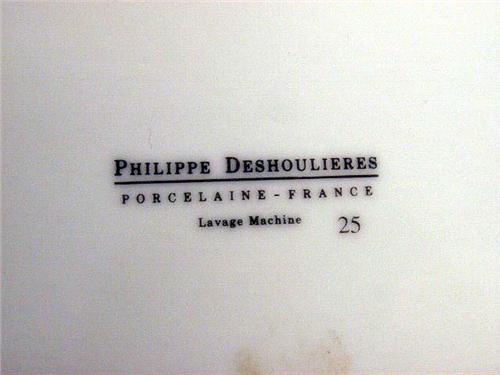 PHILIPPE DESHOULIERES
PORCELAINE - FRANCE
Lavage Machine 25